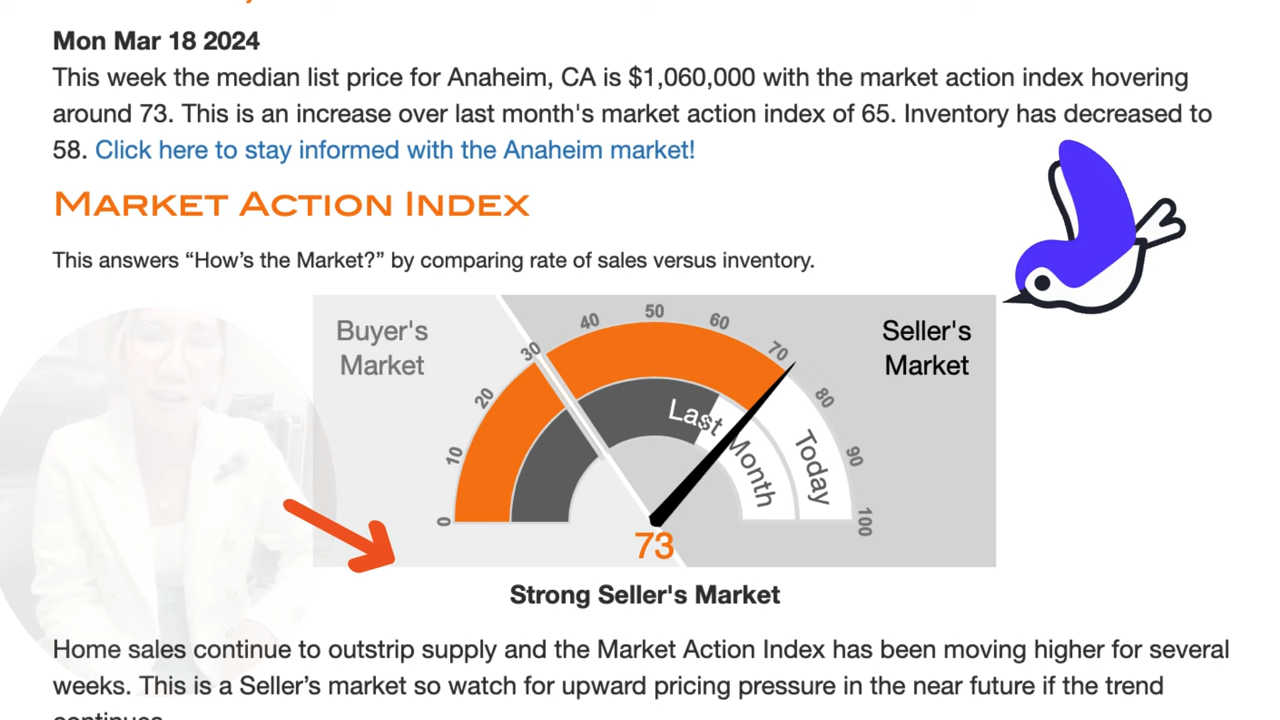 Mon Mar 18 2024
This week the median list price for Anaheim, CA is $1,060,000 with the market action index hovering
around 73. This is an increase over last month's market action index of 65. Inventory has decreased to
58. Click here to stay informed with the Anaheim market!
MARKET ACTION INDEX
This answers “How’s the Market?” by comparing rate of sales versus inventory.
Buyer's
Market
Seller's
Market
0
10
20
30
40
50
60
70
80
90
100
Last Month
Today
73
Strong Seller's Market
Home sales continue to outstrip supply and the Market Action Index has been moving higher for several
weeks. This is a Seller’s market so watch for upward pricing pressure in the near future if the trend
continues.